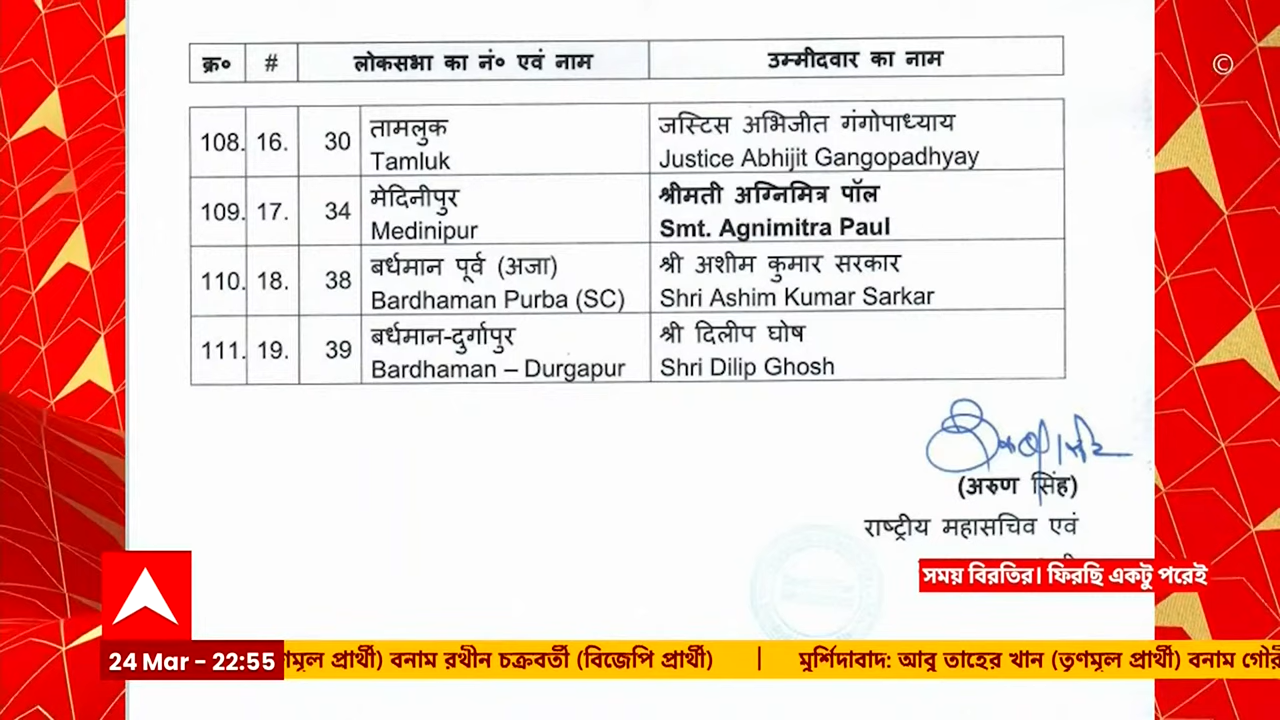 क्र० # लोकसभा का नं० एवं नाम उम्मीदवार का नाम
©
108. 16. 30 तामलुक जस्टिस अभिजीत गंगोपाध्याय
Tamluk Justice Abhijit Gangopadhyay
109. 17. 34 मेदिनीपुर श्रीमती अग्निमित्र पॉल
Medinipur Smt. Agnimitra Paul
110. 18. 38 बर्धमान पूर्व (अजा) श्री अशीम कुमार सरकार
Bardhaman Purba (SC) Shri Ashim Kumar Sarkar
111. 19. 39 बर्धमान-दुर्गापुर श्री दिलीप घोष
Bardhaman – Durgapur Shri Dilip Ghosh
(अरुण सिंह)
राष्ट्रीय महासचिव एवं
সময় বিরতির। ফিরছি একটু পরেই
24 Mar - 22:55 ণমূল প্রার্থী) বনাম রথীন চক্রবর্তী (বিজেপি প্রার্থী) | মুর্শিদাবাদ: আবু তাহের খান (তৃণমূল প্রার্থী) বনাম গৌরী